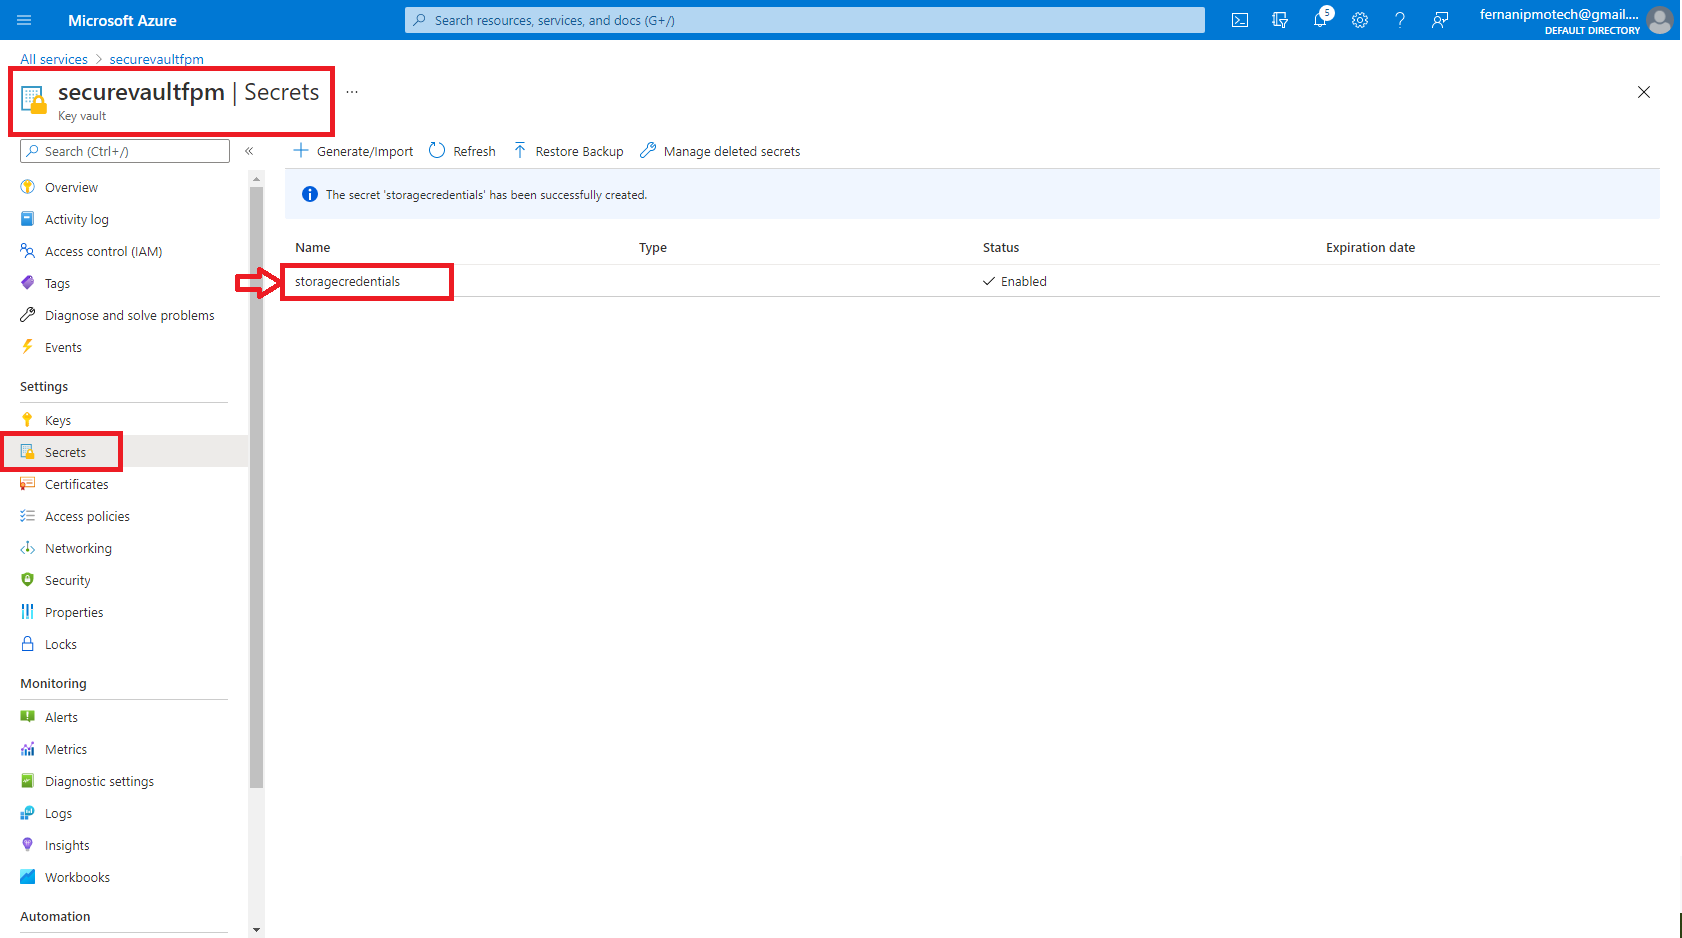 Microsoft Azure
Search resources, services, and docs (G+/)
5
fernanipmotech@gmail....
DEFAULT DIRECTORY
All services > securevaultfpm
securevaultfpm | Secrets ...
Key vault
Search (Ctrl+/)
«
Generate/Import
Refresh
Restore Backup
Manage deleted secrets
Overview
Activity log
Access control (IAM)
Tags
Diagnose and solve problems
Events
Settings
Keys
Secrets
Certificates
Access policies
Networking
Security
Properties
Locks
Monitoring
Alerts
Metrics
Diagnostic settings
Logs
Insights
Workbooks
Automation
The secret 'storagecredentials' has been successfully created.
Name Type Status Expiration date
storagecredentials Enabled